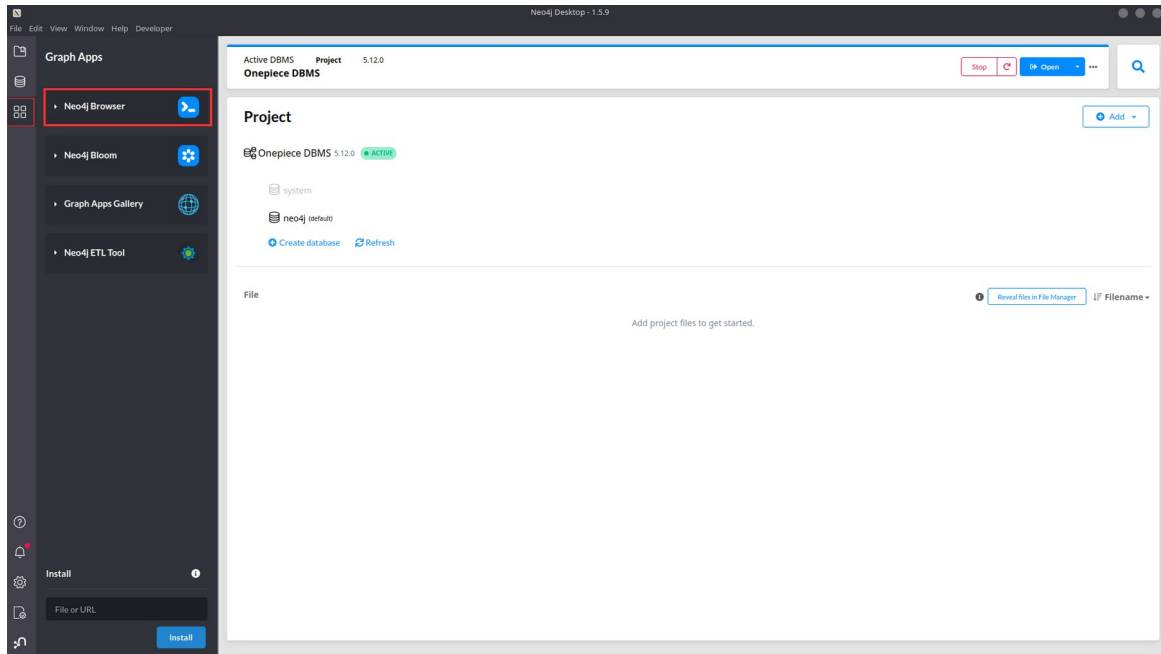 Neo4j Desktop - 1.5.9
File Edit View Window Help Developer
Graph Apps
Neo4j Browser
Neo4j Bloom
Graph Apps Gallery
Neo4j ETL Tool
Install
File or URL
Install
Active DBMS Project 5.12.0
Onepiece DBMS
Stop Open
Project
Add
Onepiece DBMS 5.12.0 ACTIVE
system
neo4j (default)
Create database Refresh
File
Reveal files in File Manager Filename
Add project files to get started.